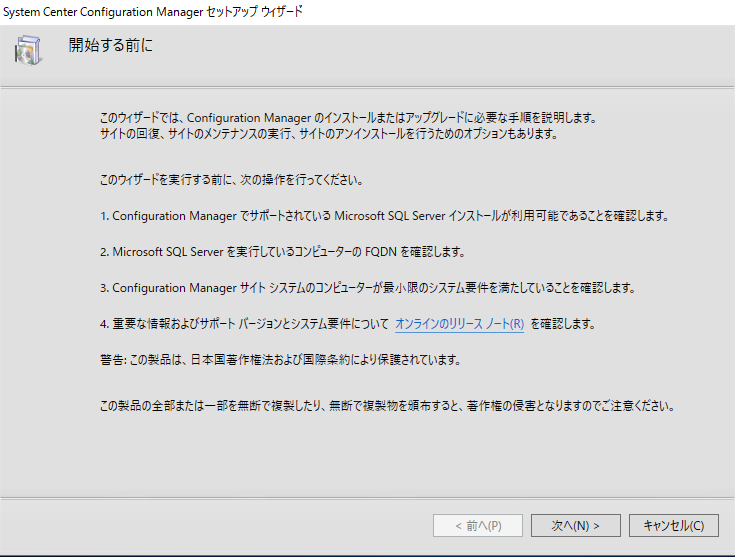 System Center Configuration Manager セットアップ ウィザード
開始する前に
このウィザードでは、Configuration Manager のインストールまたはアップグレードに必要な手順を説明します。
サイトの回復、サイトのメンテナンスの実行、サイトのアンインストールを行うためのオプションもあります。
このウィザードを実行する前に、次の操作を行ってください。
1. Configuration Manager でサポートされている Microsoft SQL Server インストールが利用可能であることを確認します。
2. Microsoft SQL Server を実行しているコンピューターの FQDN を確認します。
3. Configuration Manager サイト システムのコンピューターが最小限のシステム要件を満たしていることを確認します。
4. 重要な情報およびサポート バージョンとシステム要件について オンラインのリリース ノート(R) を確認します。
警告: この製品は、日本国著作権法および国際条約により保護されています。
この製品の全部または一部を無断で複製したり、無断で複製物を頒布すると、著作権の侵害となりますのでご注意ください。
< 前へ(P) 次へ(N) > キャンセル(C)